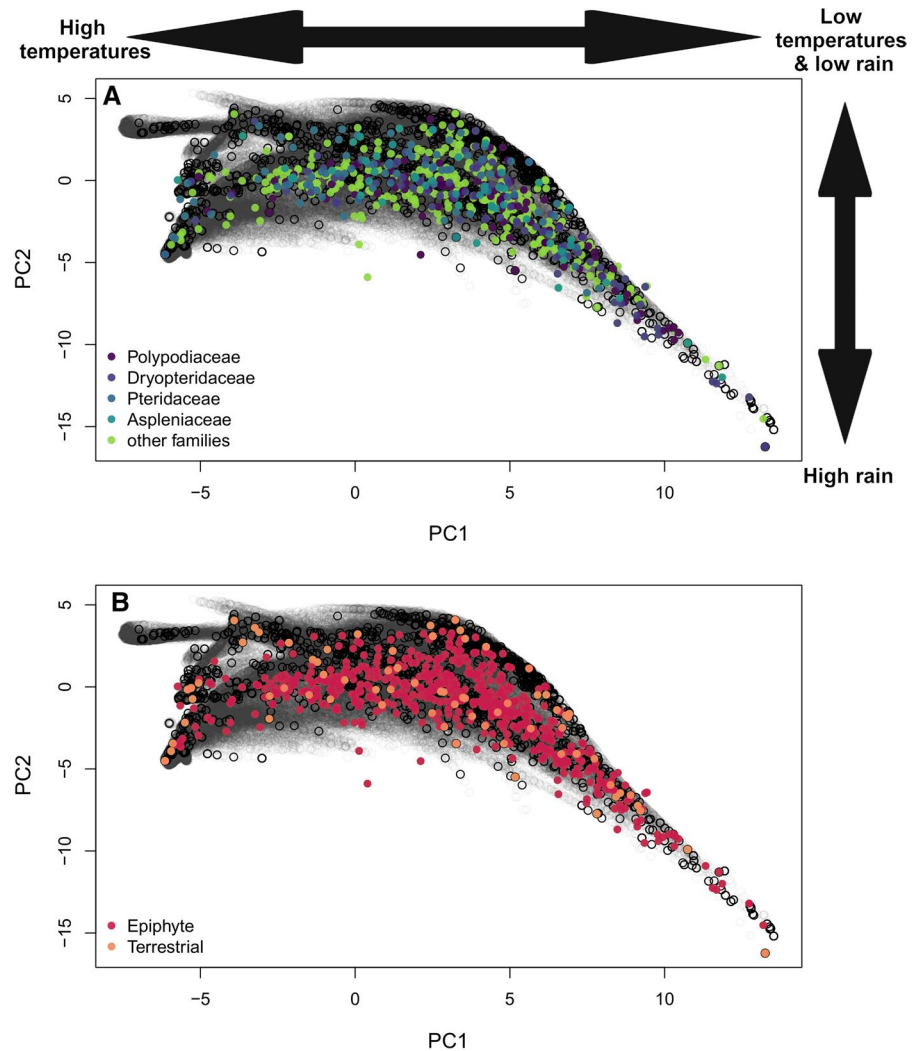 High
temperatures
Low
temperatures
& low rain
A
5
0
−5
−10
−15
PC2
Polypodiaceae
Dryopteridaceae
Pteridaceae
Aspleniaceae
other families
High rain
−5 0 5 10
PC1
B
5
0
−5
−10
−15
PC2
Epiphyte
Terrestrial
−5 0 5 10
PC1